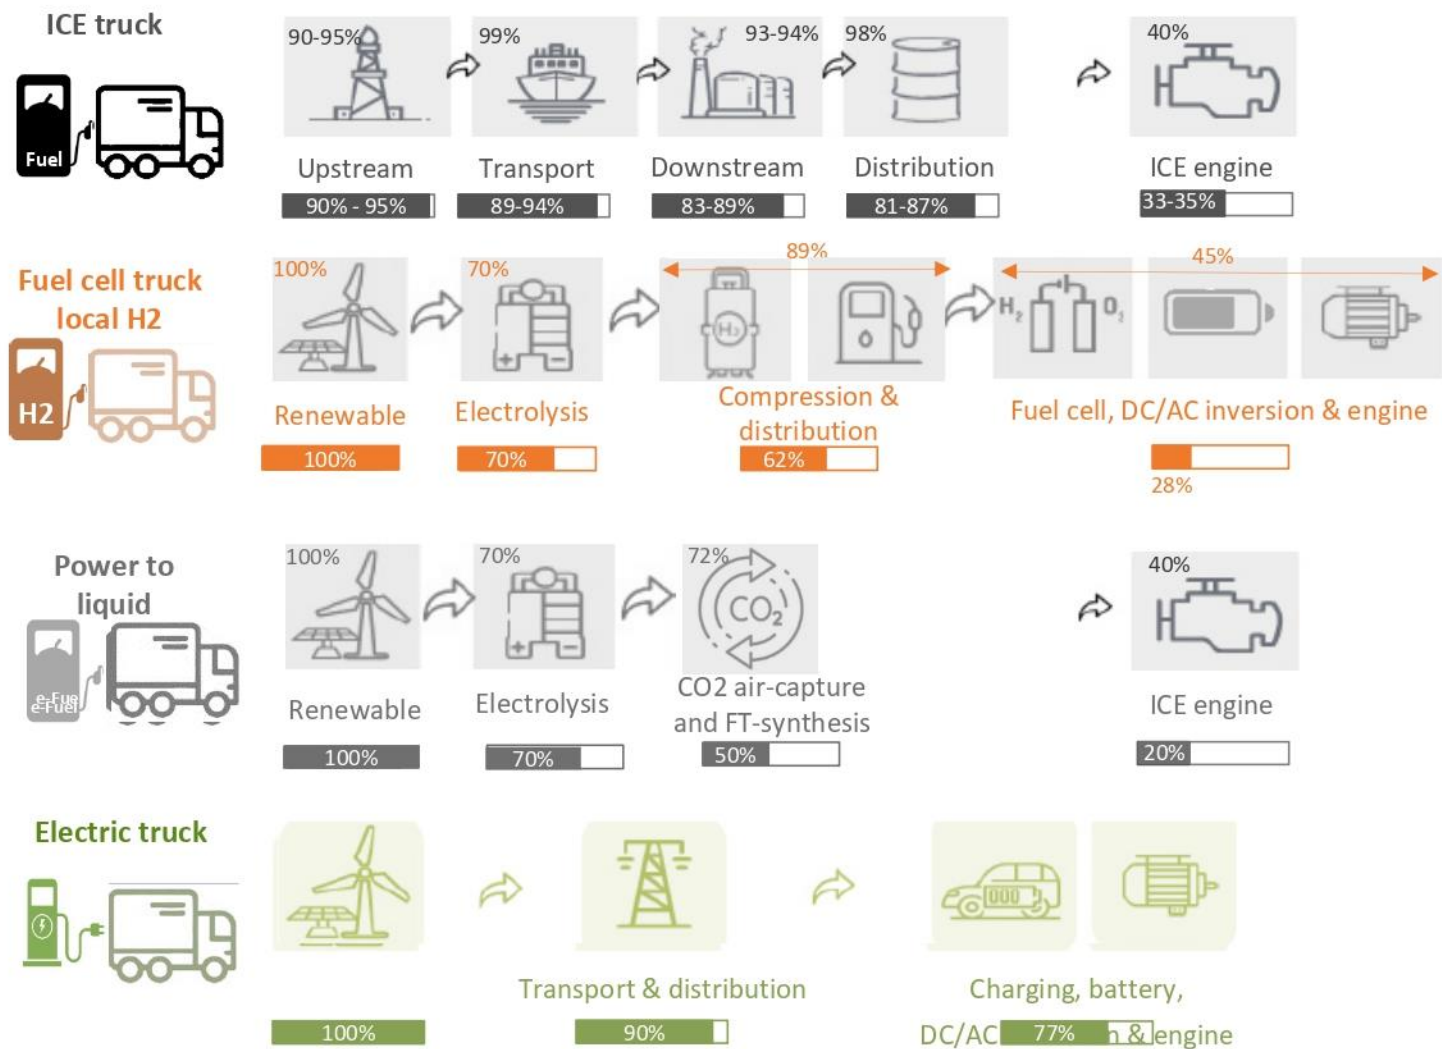 ICE truck
Fuel
90-95%
99%
93-94%
98%
40%
Upstream
Transport
Downstream
Distribution
ICE engine
90% - 95%
89-94%
83-89%
81-87%
33-35%
Fuel cell truck
local H2
H2
100%
70%
89%
45%
H2
H2
O2
Renewable
Electrolysis
Compression &
distribution
Fuel cell, DC/AC inversion & engine
100%
70%
62%
28%
Power to
liquid
e-Fuel
100%
70%
72%
CO2
40%
Renewable
Electrolysis
CO2 air-capture
and FT-synthesis
ICE engine
100%
70%
50%
20%
Electric truck
Transport & distribution
Charging, battery,
DC/AC & engine
100%
90%
77%